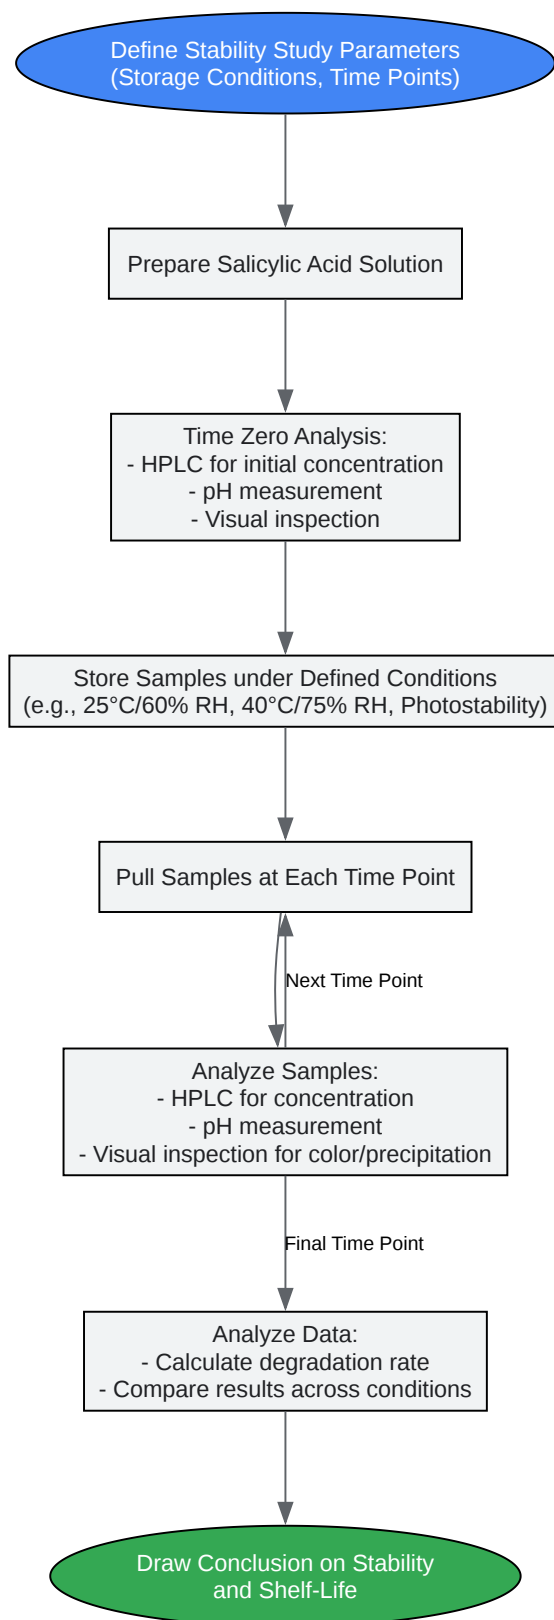 Define Stability Study Parameters
(Storage Conditions, Time Points)
Prepare Salicylic Acid Solution
Time Zero Analysis:
- HPLC for initial concentration
- pH measurement
- Visual inspection
Store Samples under Defined Conditions
(e.g., 25°C/60% RH, 40°C/75% RH, Photostability)
Pull Samples at Each Time Point
Next Time Point
Analyze Samples:
- HPLC for concentration
- pH measurement
- Visual inspection for color/precipitation
Final Time Point
Analyze Data:
- Calculate degradation rate
- Compare results across conditions
Draw Conclusion on Stability
and Shelf-Life